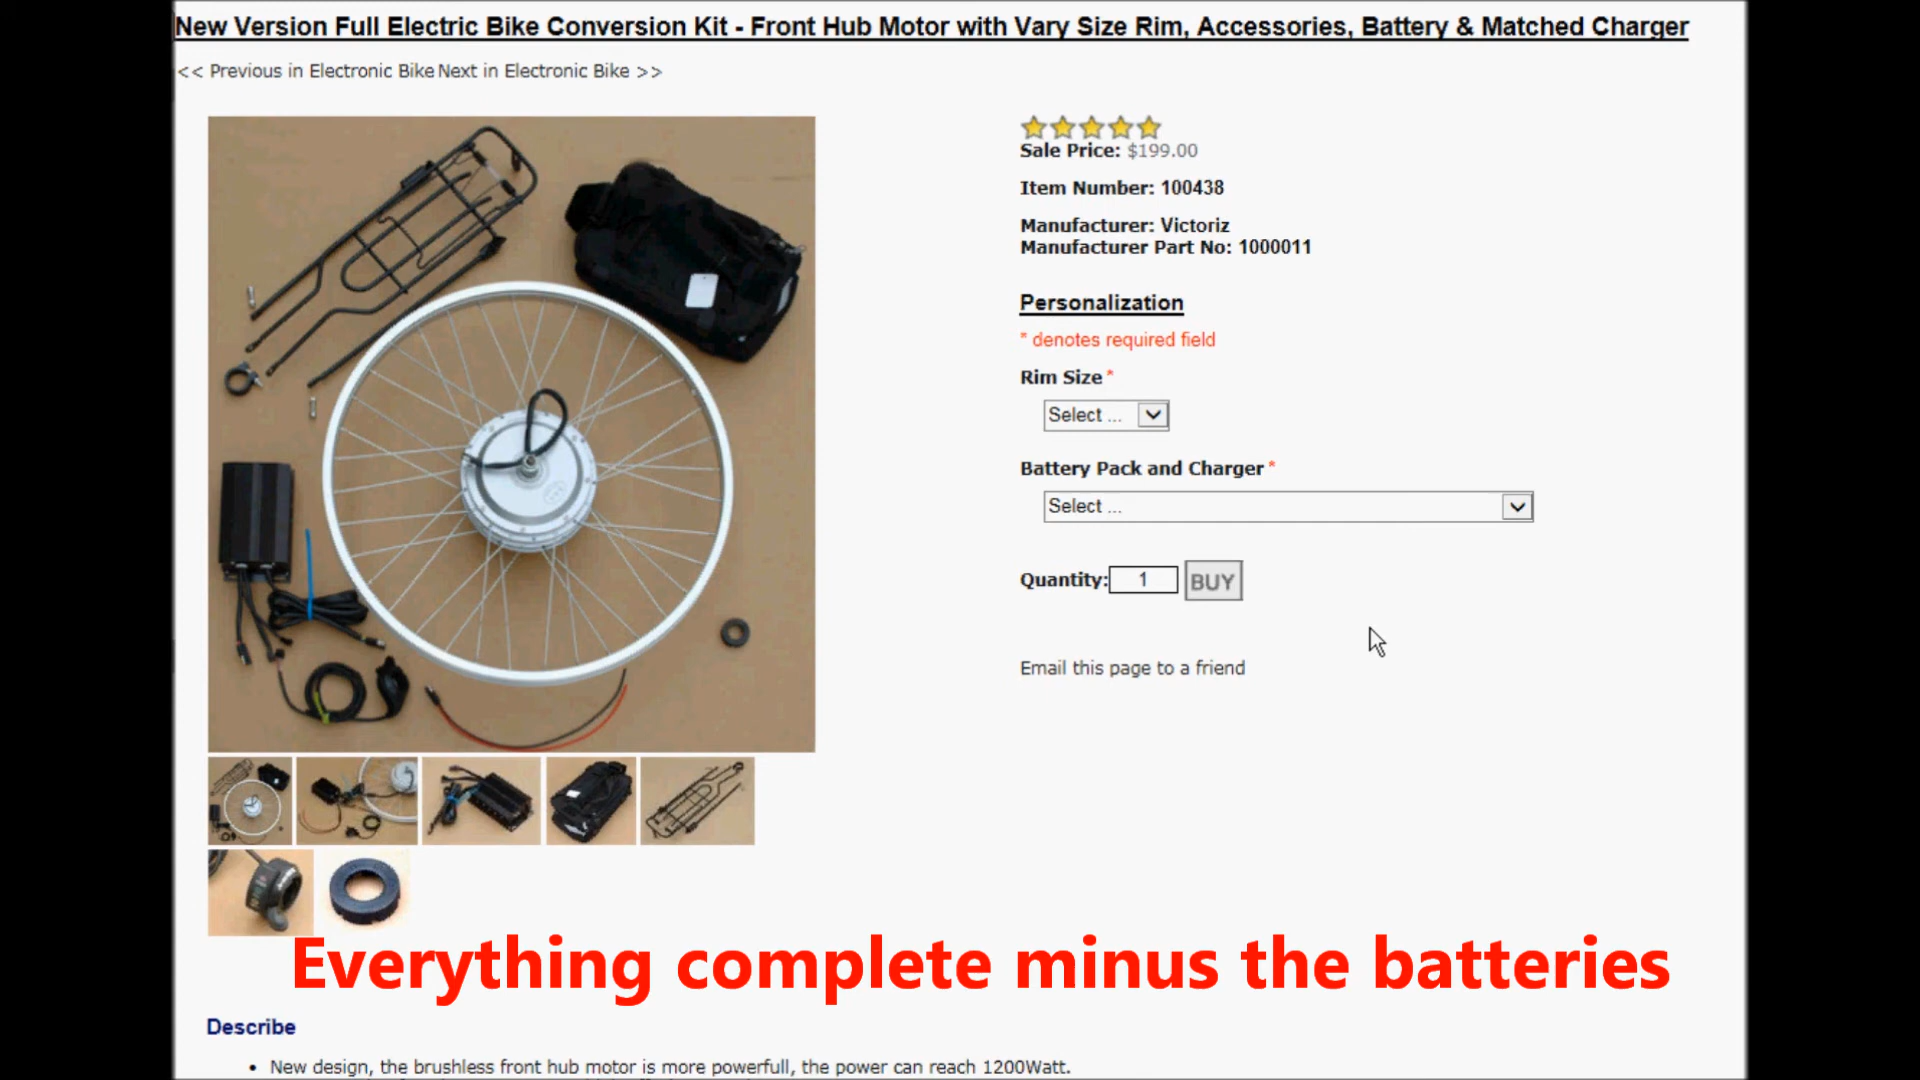 New Version Full Electric Bike Conversion Kit - Front Hub Motor with Vary Size Rim, Accessories, Battery & Matched Charger
<< Previous in Electronic Bike Next in Electronic Bike >>
Sale Price: $199.00
Item Number: 100438
Manufacturer: Victoriz
Manufacturer Part No: 1000011
Personalization
* denotes required field
Rim Size *
Select ...
Battery Pack and Charger *
Select ...
Quantity: 1 BUY
Email this page to a friend
Everything complete minus the batteries
Describe
• New design, the brushless front hub motor is more powerfull, the power can reach 1200Watt.